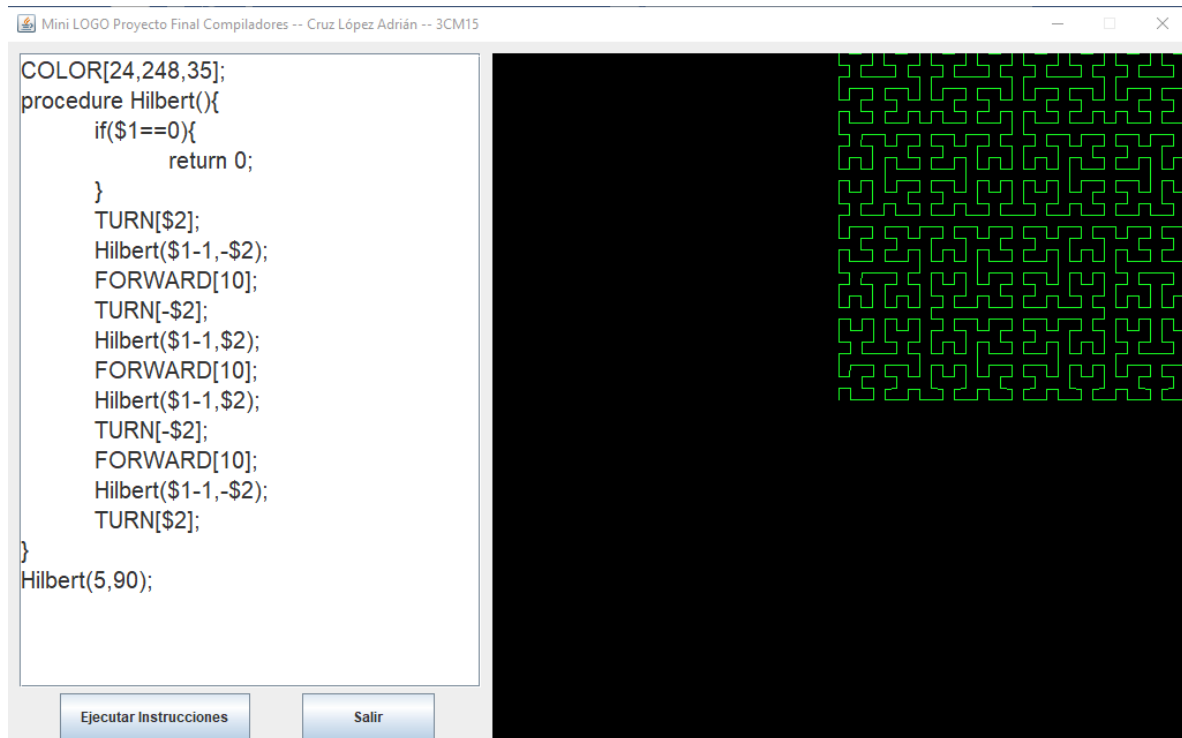 Mini LOGO Proyecto Final Compiladores -- Cruz López Adrián -- 3CM15
COLOR[24,248,35];
procedure Hilbert(){
if($1==0){
return 0;
}
TURN[$2];
Hilbert($1-1,-$2);
FORWARD[10];
TURN[-$2];
Hilbert($1-1,$2);
FORWARD[10];
Hilbert($1-1,$2);
TURN[-$2];
FORWARD[10];
Hilbert($1-1,-$2);
TURN[$2];
}
Hilbert(5,90);
Ejecutar Instrucciones
Salir